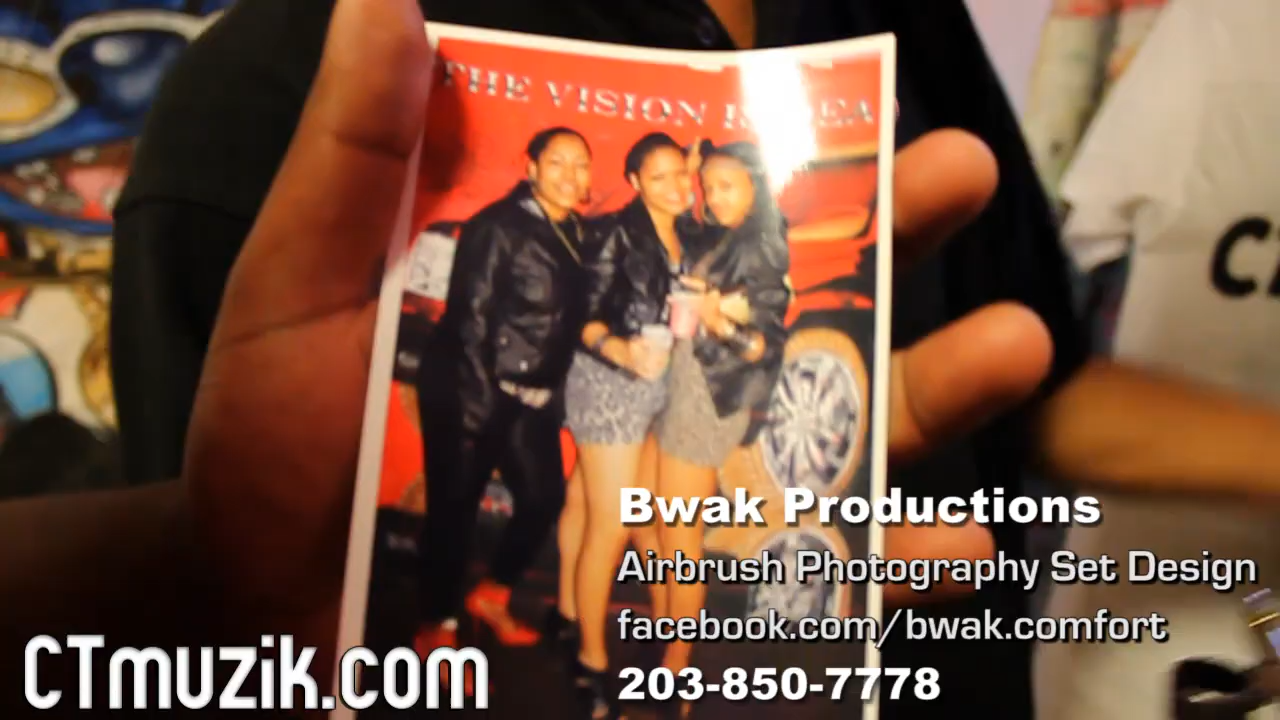 THE VISION
Bwak Productions
Airbrush Photography Set Design
facebook.com/bwak.comfort
203-850-7778
CTmuzik.com